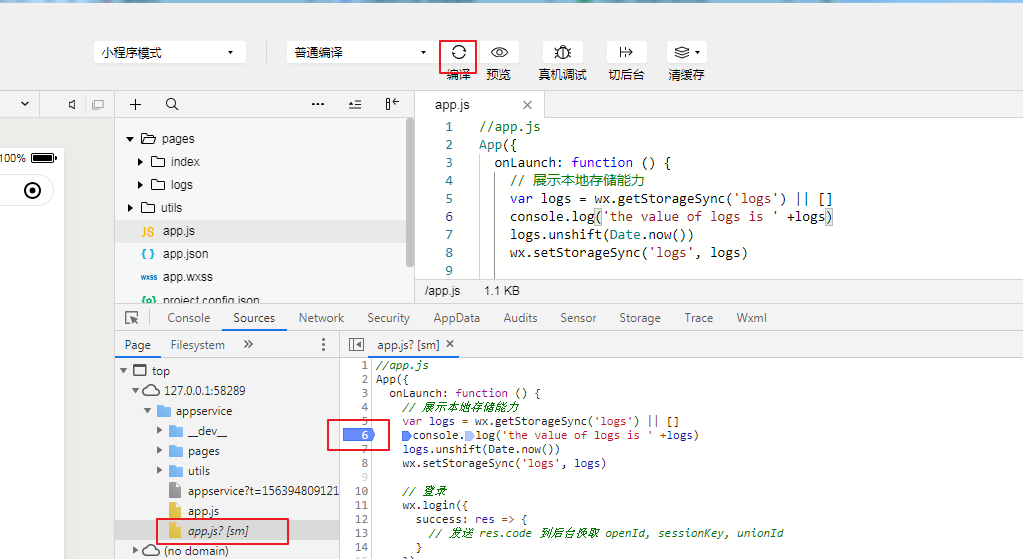 小程序模式 普通编译
编译 预览 真机调试 切后台 清缓存
app.js
100%
pages
index
logs
utils
JS app.js
{ } app.json
wxss app.wxss
{o} project.config.json
1 //app.js
2 App({
3 onLaunch: function () {
4 // 展示本地存储能力
5 var logs = wx.getStorageSync('logs') || []
6 console.log('the value of logs is ' +logs)
7 logs.unshift(Date.now())
8 wx.setStorageSync('logs', logs)
9
/app.js 1.1 KB
Console Sources Network Security AppData Audits Sensor Storage Trace Wxml
Page Filesystem »
app.js? [sm]
top
127.0.0.1:58289
appservice
__dev__
pages
utils
appservice?t=156394809121
app.js
app.js? [sm]
(no domain)
1 //app.js
2 App({
3 onLaunch: function () {
4 // 展示本地存储能力
5 var logs = wx.getStorageSync('logs') || []
6 console.log('the value of logs is ' +logs)
7 logs.unshift(Date.now())
8 wx.setStorageSync('logs', logs)
9
10 // 登录
11 wx.login({
12 success: res => {
13 // 发送 res.code 到后台换取 openId, sessionKey, unionId
14 }
15 })